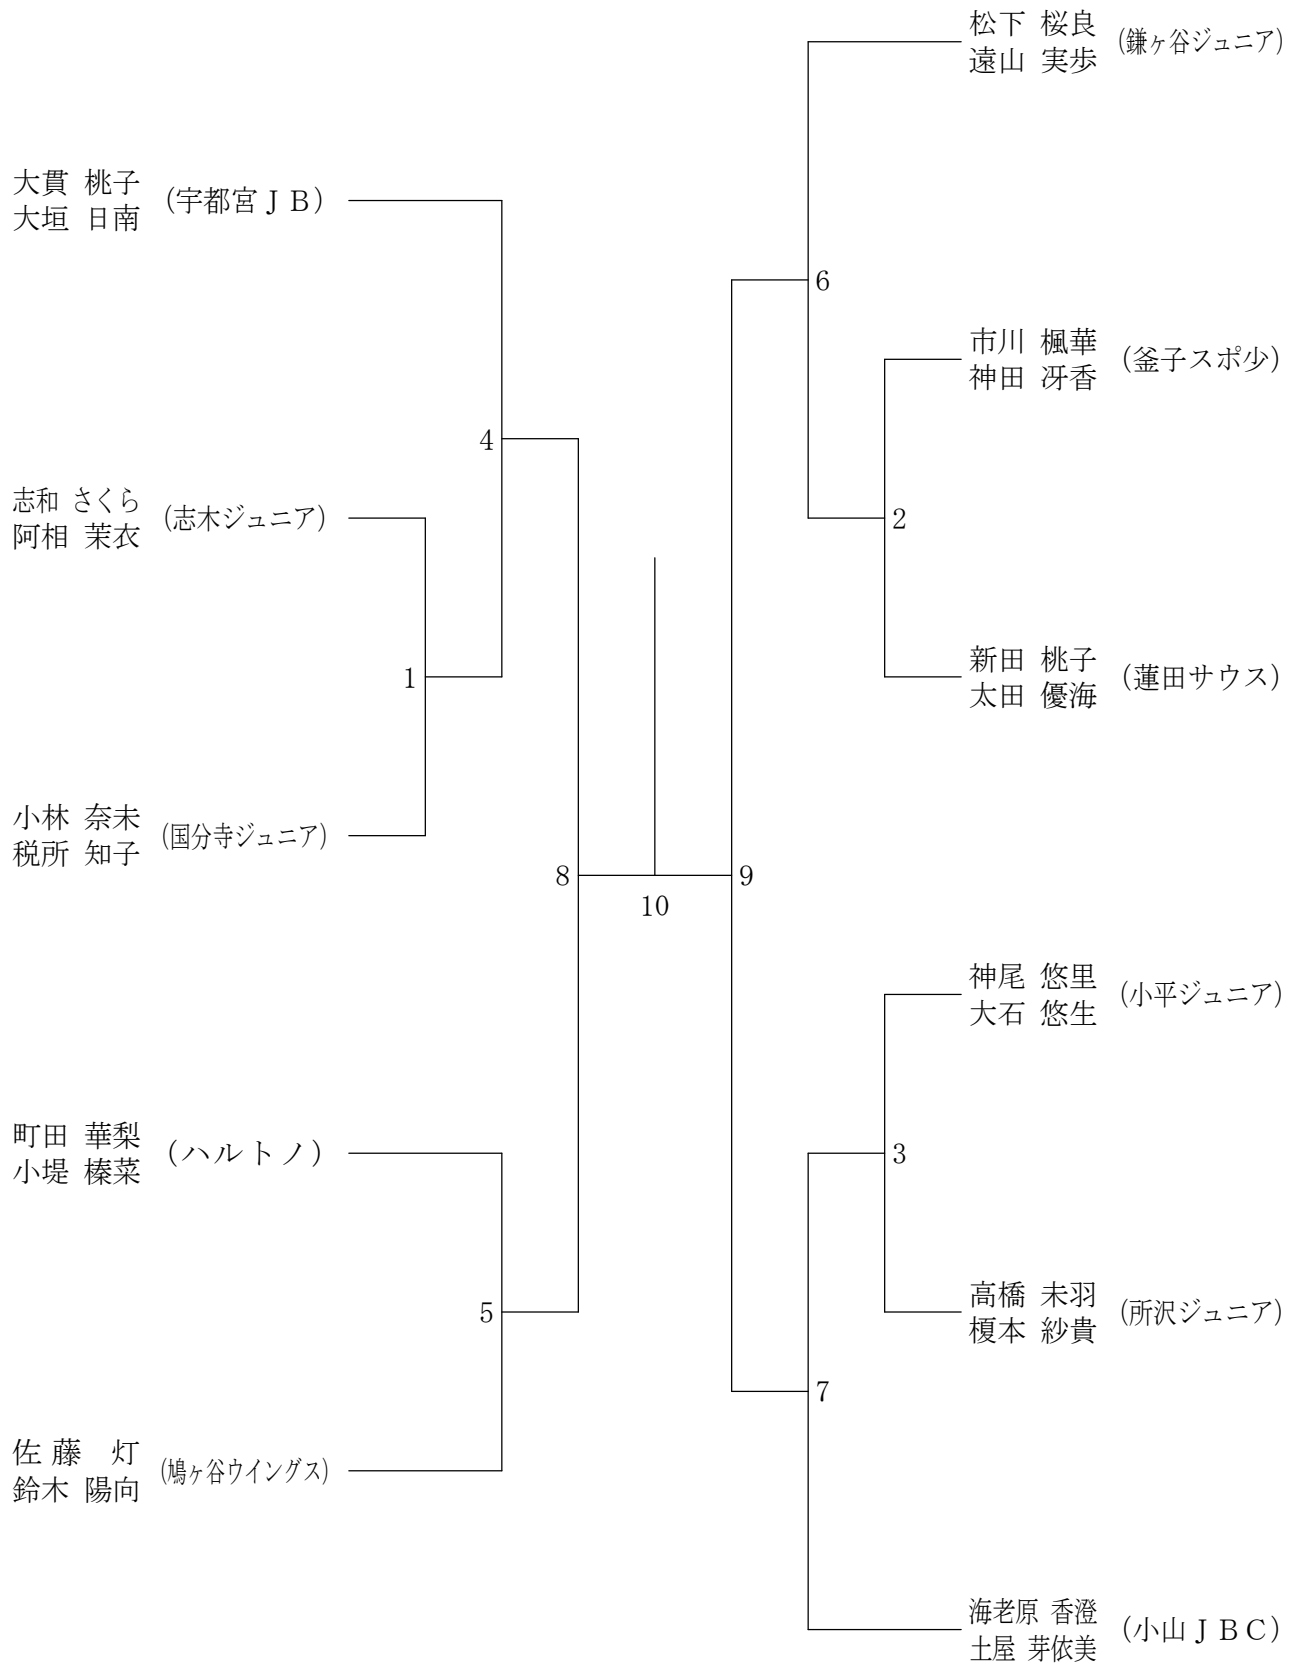 大貫 桃子
大垣 日南
(宇都宮ＪＢ)
志和 さくら
阿相 茉衣
(志木ジュニア)
小林 奈未
税所 知子
(国分寺ジュニア)
町田 華梨
小堤 榛菜
(ハルトノ)
佐藤 灯
鈴木 陽向
(鳩ヶ谷ウイングス)
4
1
5
8
10
9
6
2
3
7
松下 桜良
遠山 実歩
(鎌ヶ谷ジュニア)
市川 楓華
神田 冴香
(釜子スポ少)
新田 桃子
太田 優海
(蓮田サウス)
神尾 悠里
大石 悠生
(小平ジュニア)
高橋 未羽
榎本 紗貴
(所沢ジュニア)
海老原 香澄
土屋 芽依美
(小山ＪＢＣ)